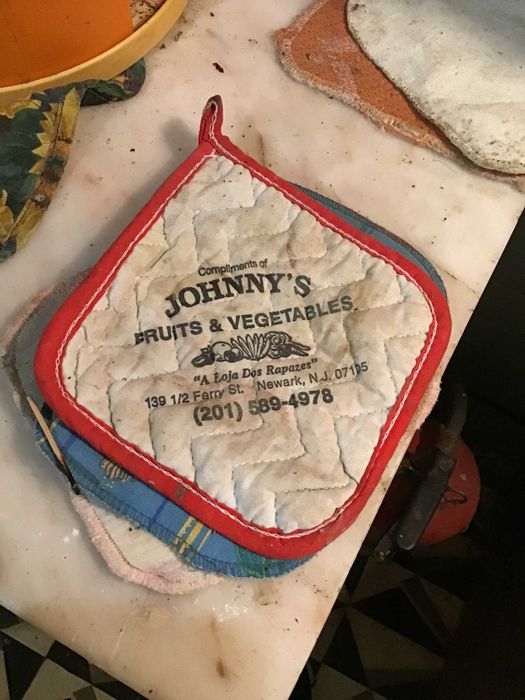 Compliments of
JOHNNY'S
FRUITS & VEGETABLES
"A Loja Dos Rapazes"
139 1/2 Ferry St. Newark, N.J. 07105
(201) 589-4978